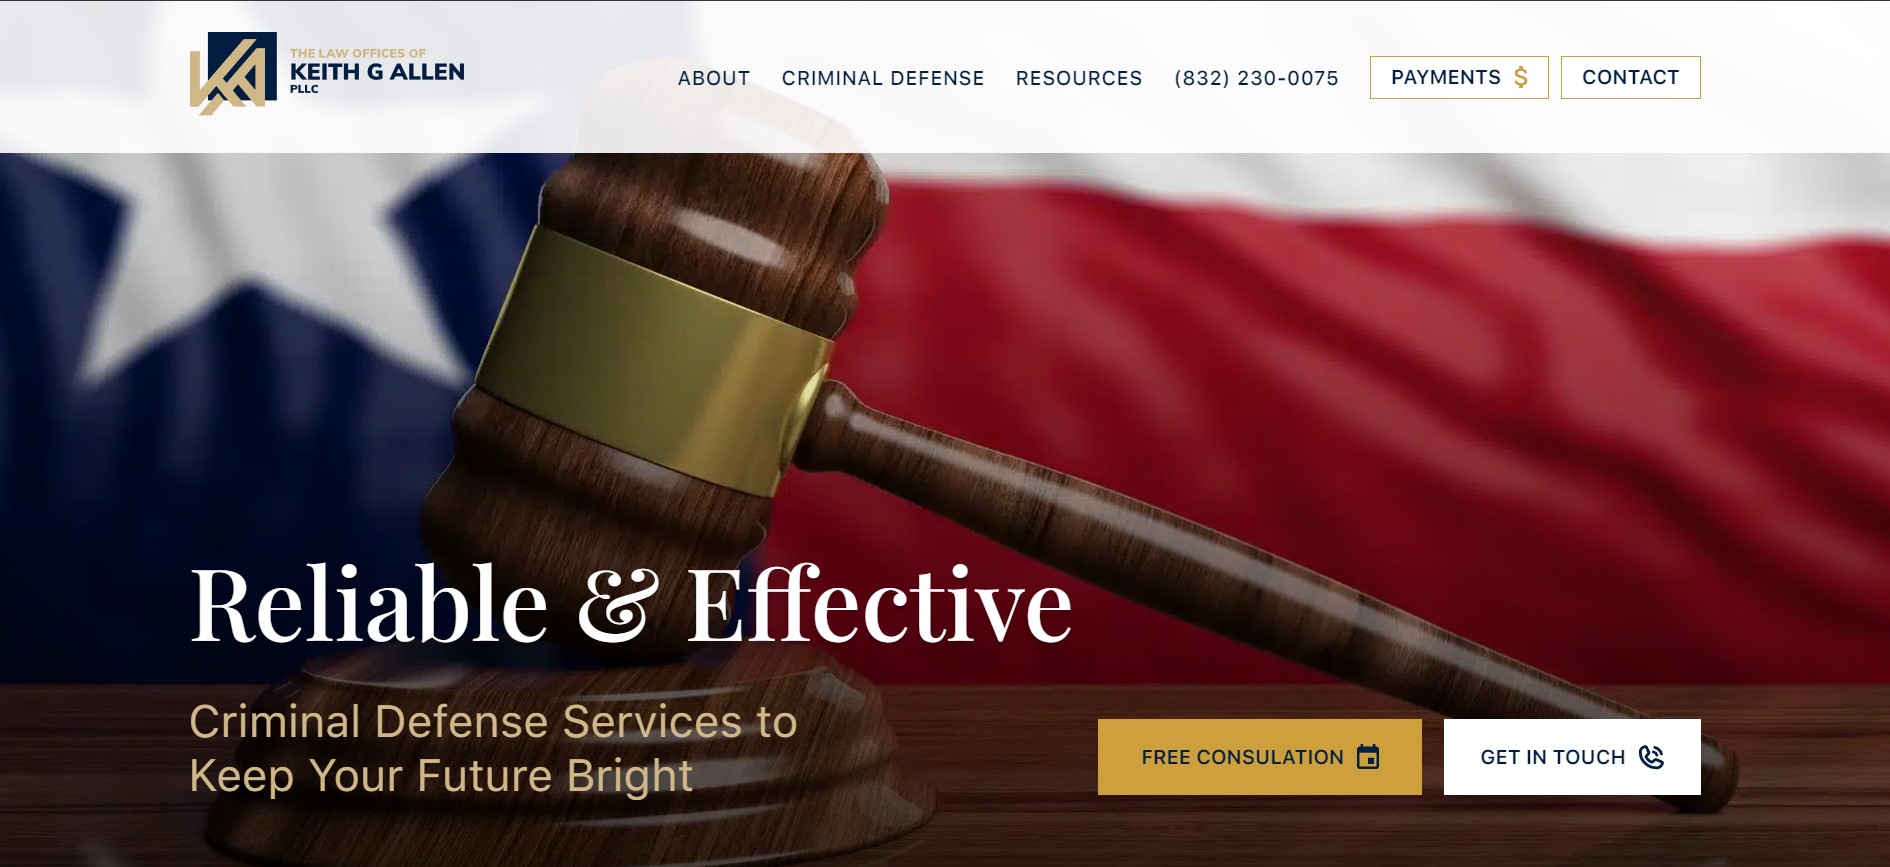 THE LAW OFFICES OF
KEITH G ALLEN
PLLC
ABOUT
CRIMINAL DEFENSE
RESOURCES
(832) 230-0075
PAYMENTS $
CONTACT
Reliable & Effective
Criminal Defense Services to
Keep Your Future Bright
FREE CONSULATION
GET IN TOUCH